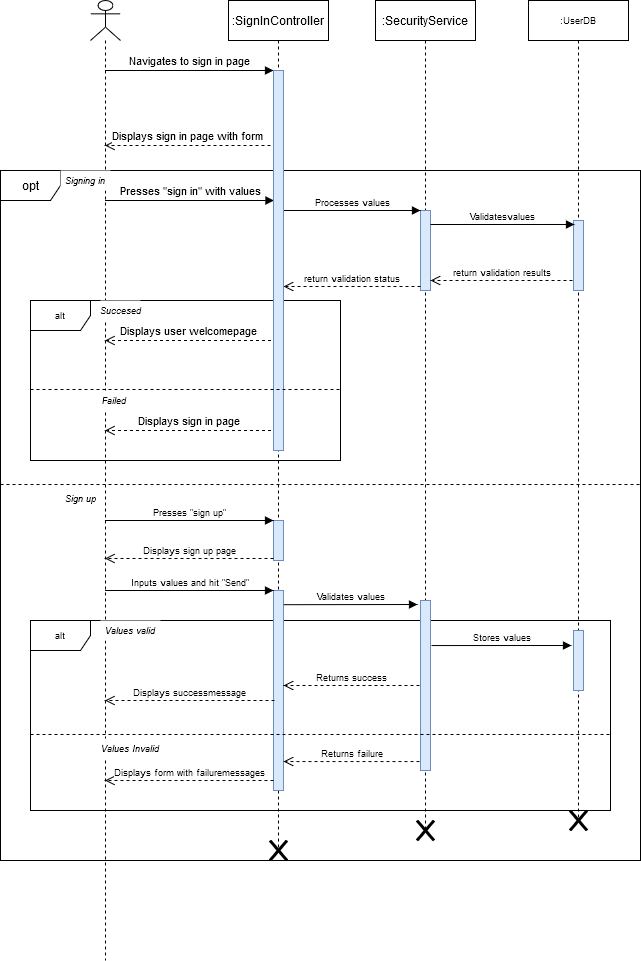 :SignInController
:SecurityService
:UserDB
Navigates to sign in page
Displays sign in page with form
opt
Signing in
Presses "sign in" with values
Processes values
Validatesvalues
return validation results
return validation status
alt
Succesed
Displays user welcomepage
Failed
Displays sign in page
Sign up
Presses "sign up"
Displays sign up page
Inputs values and hit "Send"
Validates values
alt
Values valid
Stores values
Returns success
Displays successmessage
Values Invalid
Returns failure
Displays form with failuremessages